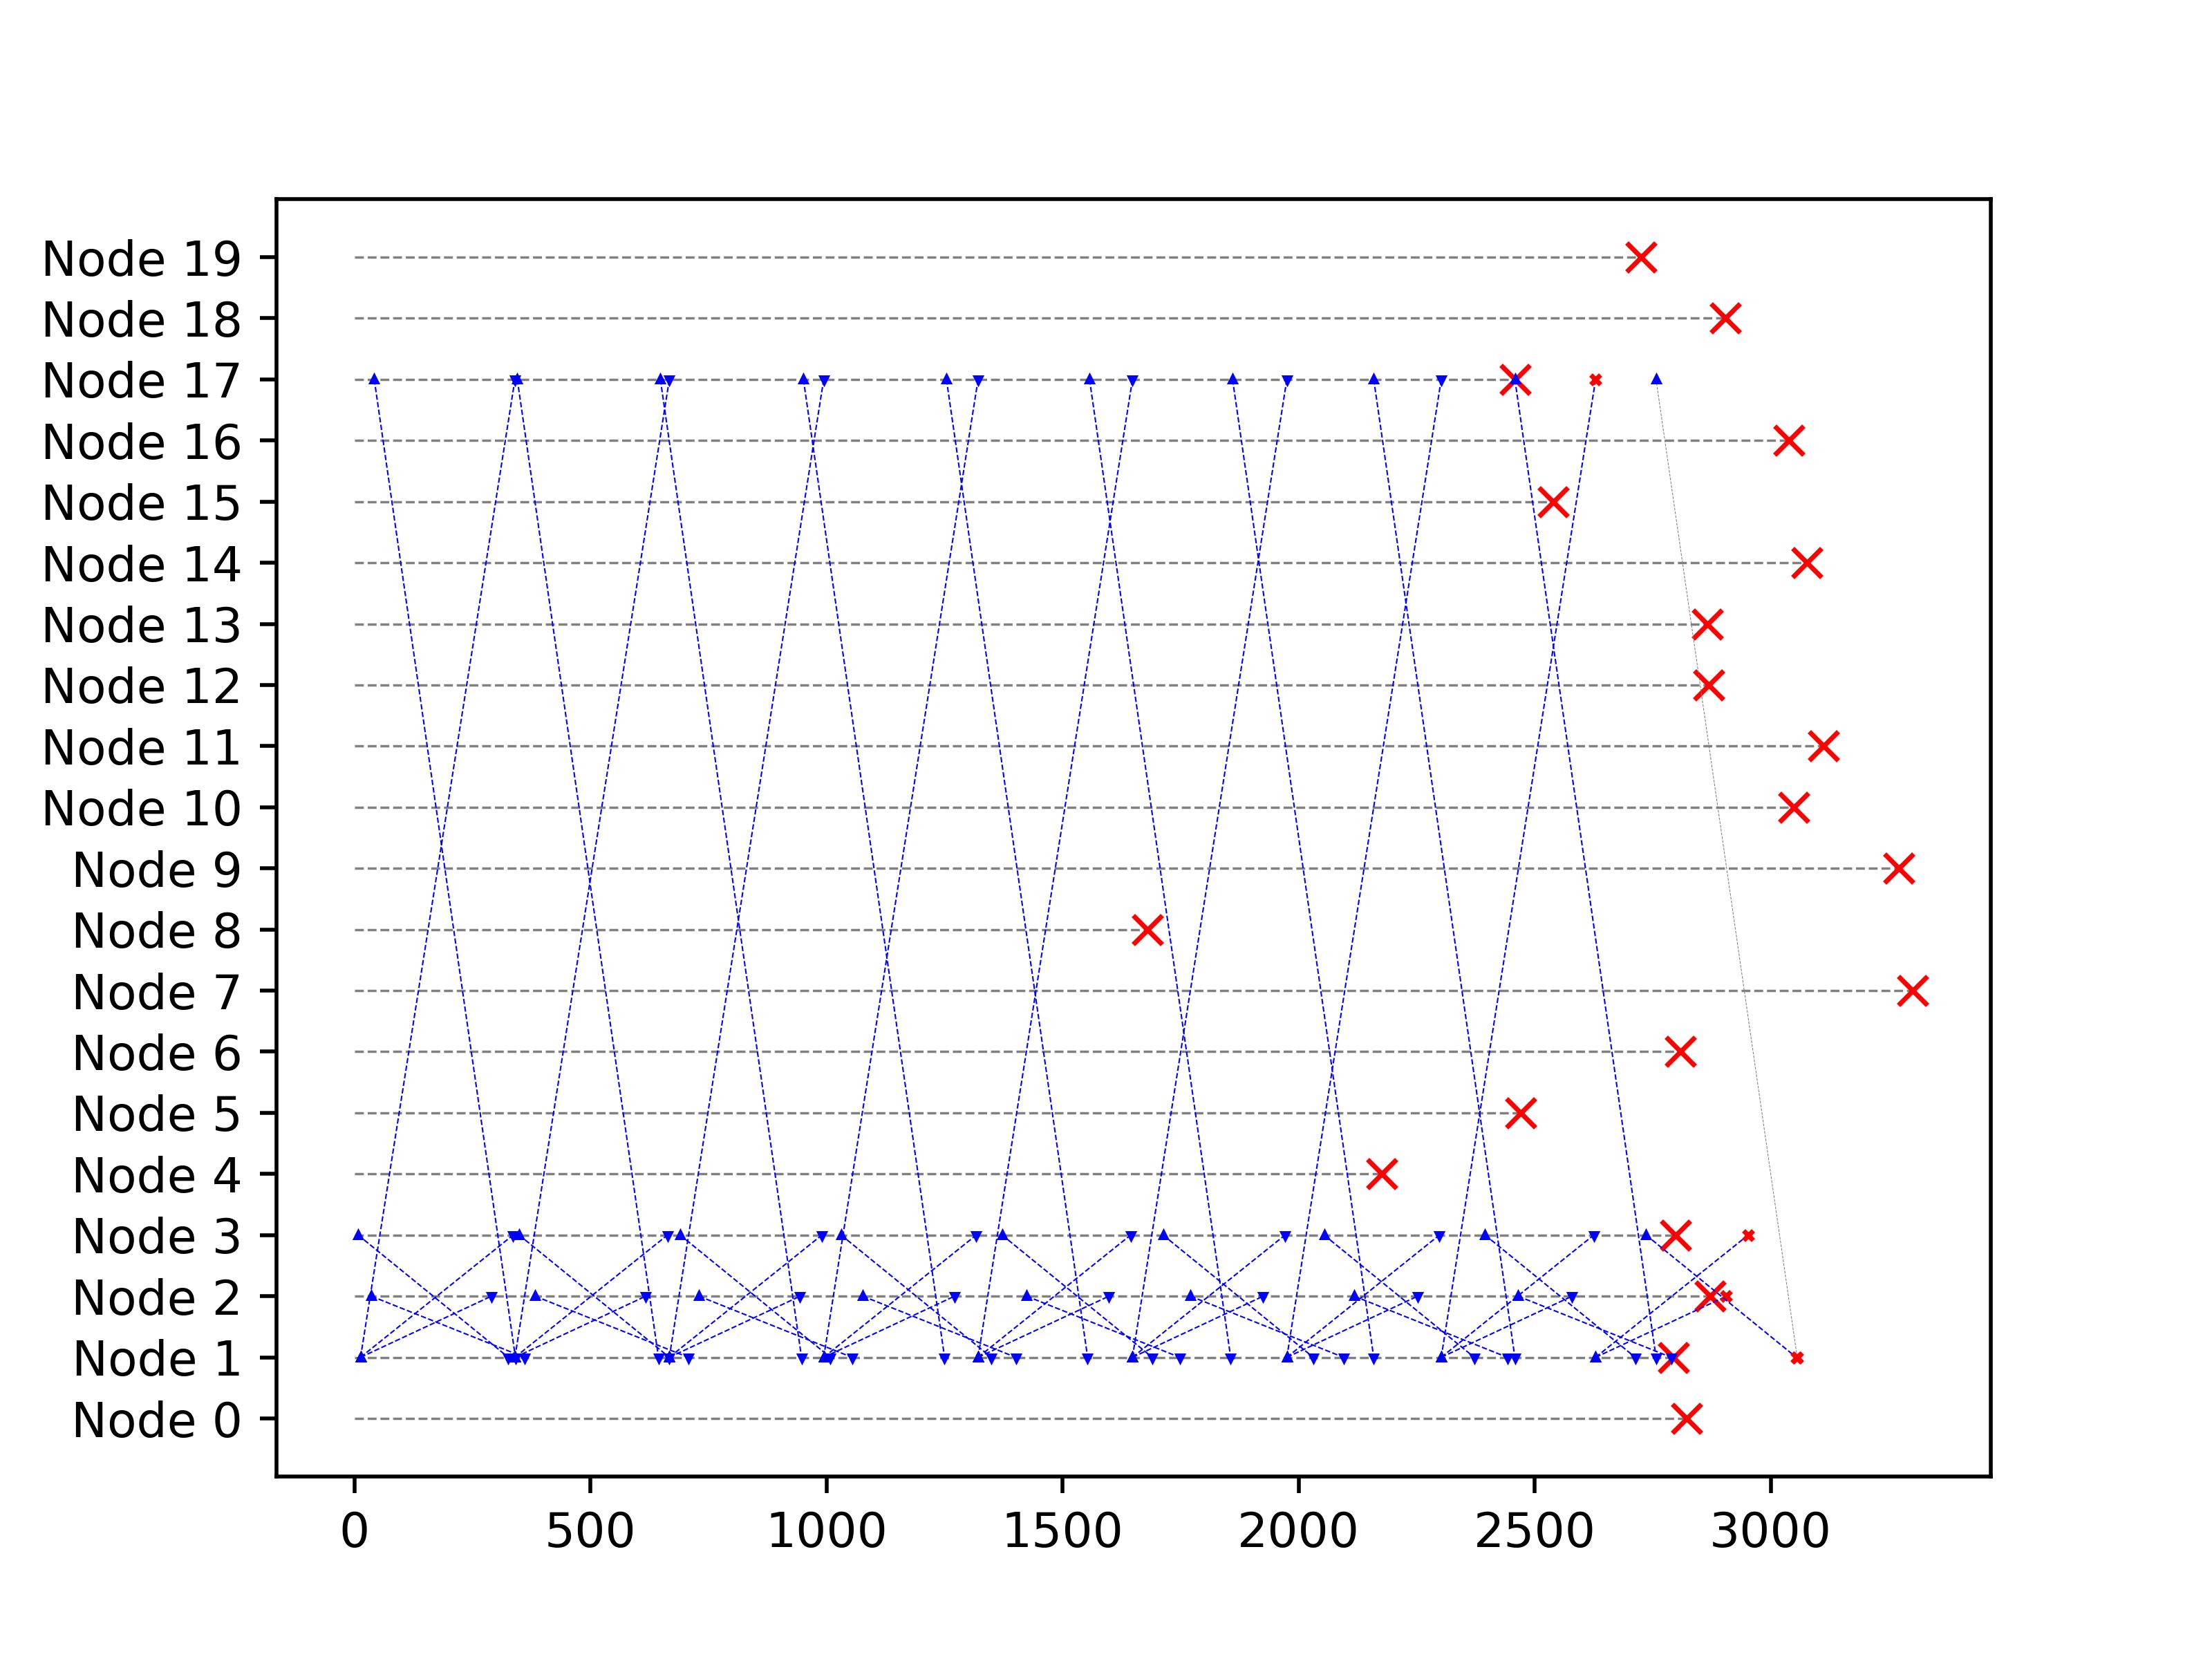 Node 19
Node 18
Node 17
Node 16
Node 15
Node 14
Node 13
Node 12
Node 11
Node 10
Node 9
Node 8
Node 7
Node 6
Node 5
Node 4
Node 3
Node 2
Node 1
Node 0
0 500 1000 1500 2000 2500 3000